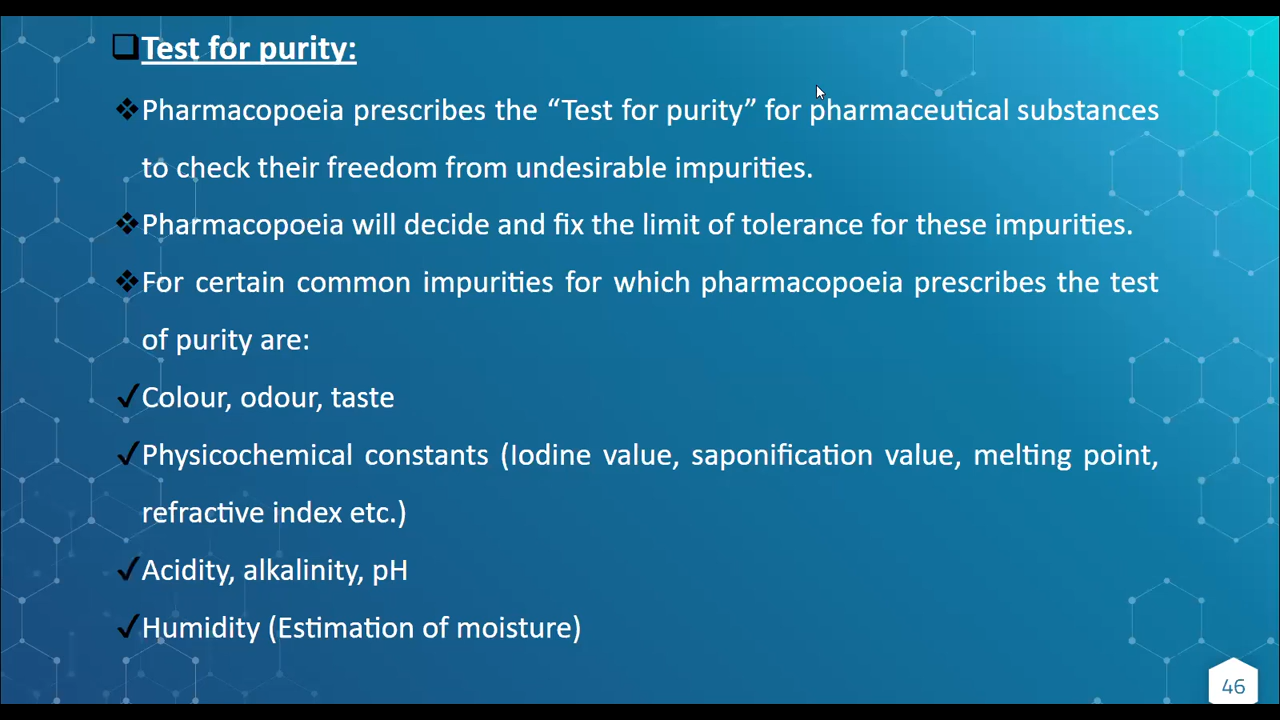 Test for purity:
Pharmacopoeia prescribes the “Test for purity” for pharmaceutical substances
to check their freedom from undesirable impurities.
Pharmacopoeia will decide and fix the limit of tolerance for these impurities.
For certain common impurities for which pharmacopoeia prescribes the test
of purity are:
Colour, odour, taste
Physicochemical constants (Iodine value, saponification value, melting point,
refractive index etc.)
Acidity, alkalinity, pH
Humidity (Estimation of moisture)
46